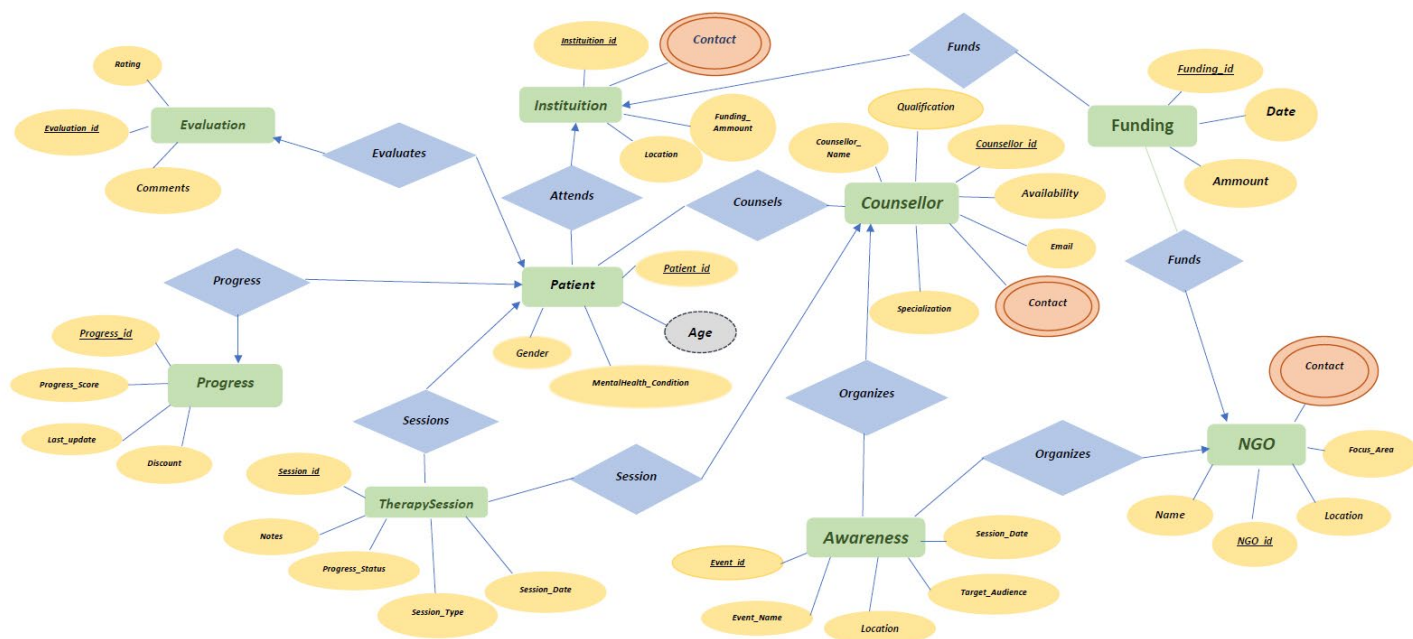 Instituition_id
Contact
Funds
Funding_id
Rating
Instituition
Funding_
Ammount
Qualification
Funding
Date
Evaluation_id
Evaluation
Evaluates
Location
Counsellor_
Name
Counsellor_id
Comments
Attends
Counsels
Counsellor
Availability
Ammount
Email
Progress
Patient
Patient_id
Funds
Age
Specialization
Contact
Progress_id
Gender
Progress_Score
Progress
MentalHealth_Condition
Contact
Sessions
Organizes
Last_update
Discount
NGO
Focus_Area
Session_id
Session
Organizes
TherapySession
Name
Location
Notes
Awareness
Session_Date
NGO_id
Progress_Status
Event_id
Session_Date
Target_Audience
Session_Type
Event_Name
Location